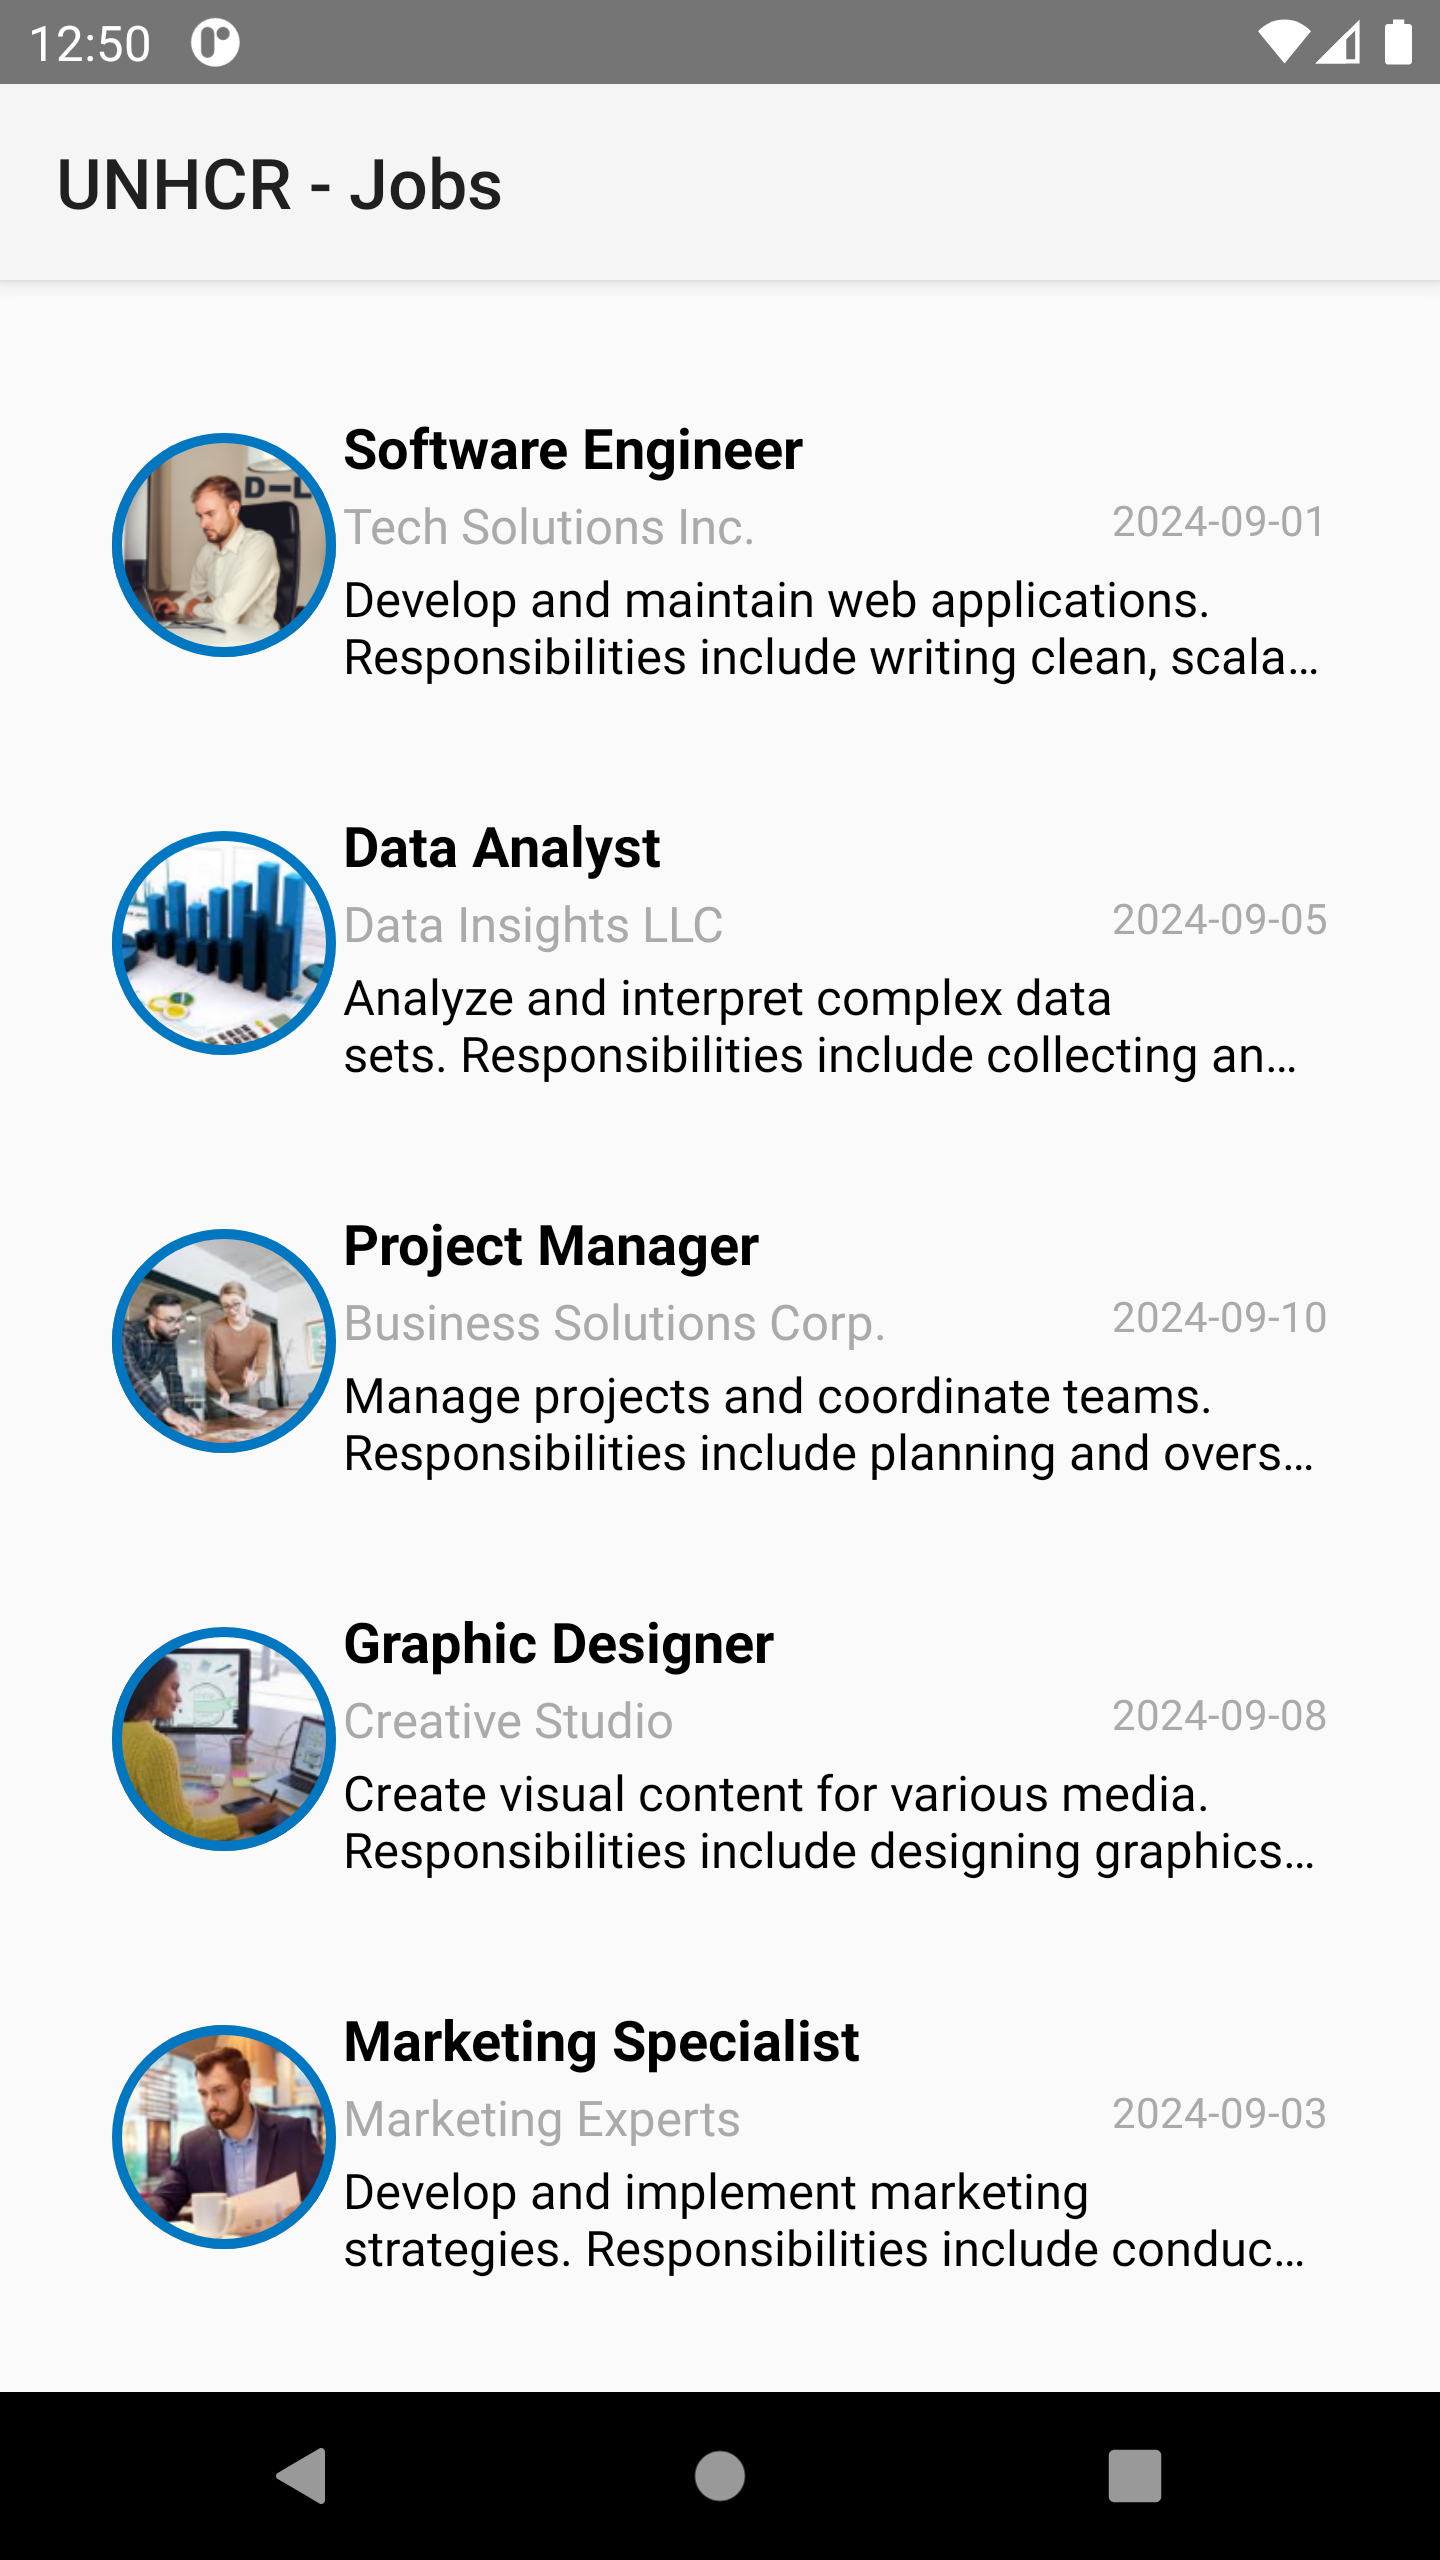 12:50
UNHCR - Jobs
Software Engineer
Tech Solutions Inc.
2024-09-01
Develop and maintain web applications.
Responsibilities include writing clean, scala...
Data Analyst
Data Insights LLC
2024-09-05
Analyze and interpret complex data
sets. Responsibilities include collecting an...
Project Manager
Business Solutions Corp.
2024-09-10
Manage projects and coordinate teams.
Responsibilities include planning and overs...
Graphic Designer
Creative Studio
2024-09-08
Create visual content for various media.
Responsibilities include designing graphics...
Marketing Specialist
Marketing Experts
2024-09-03
Develop and implement marketing
strategies. Responsibilities include conduc...